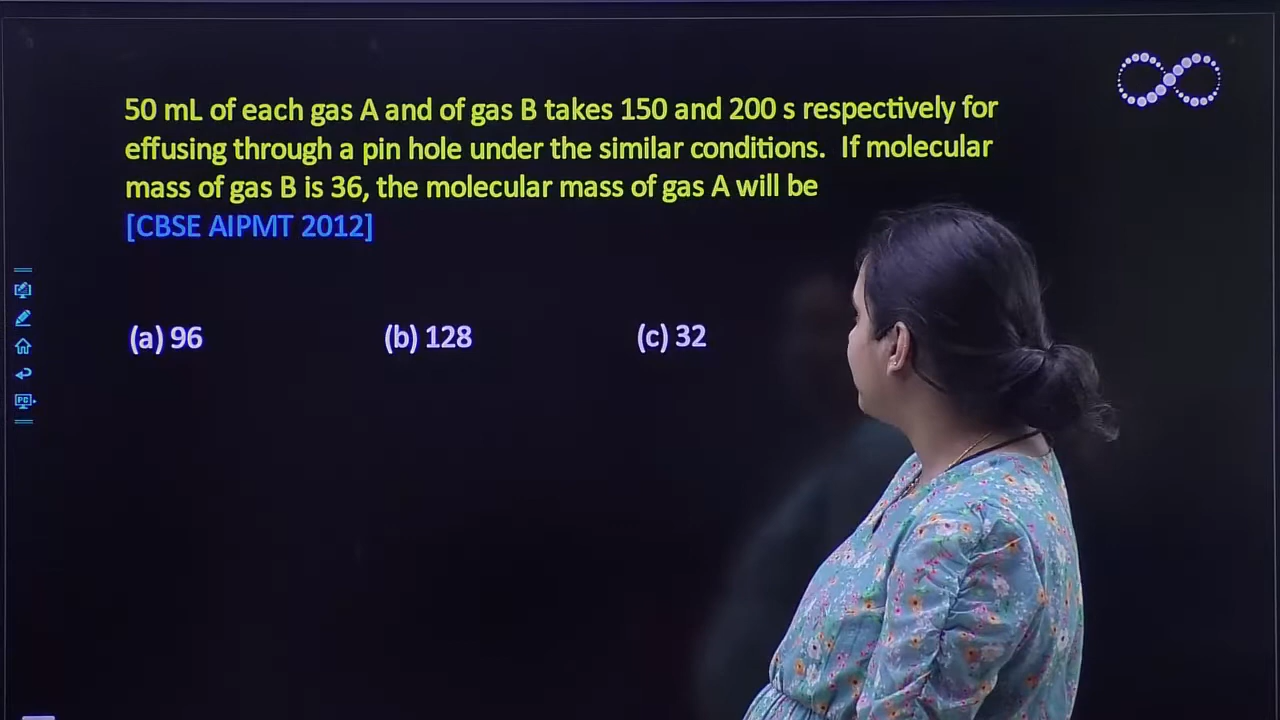 50 mL of each gas A and of gas B takes 150 and 200 s respectively for
effusing through a pin hole under the similar conditions. If molecular
mass of gas B is 36, the molecular mass of gas A will be
[CBSE AIPMT 2012]
(a) 96 (b) 128 (c) 32
PC